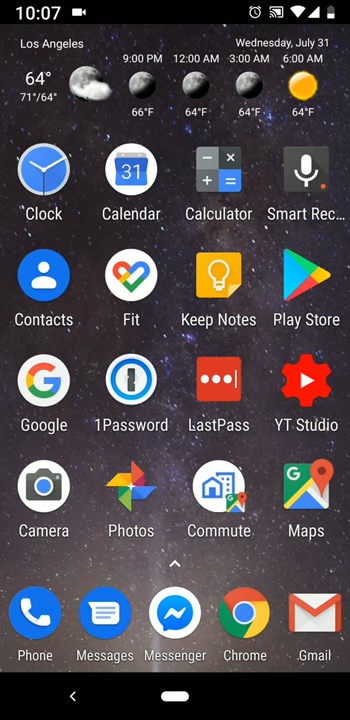 10:07
Los Angeles
Wednesday, July 31
64°
71°/64°
9:00 PM 12:00 AM 3:00 AM 6:00 AM
66°F 64°F 64°F 64°F
31
Clock Calendar Calculator Smart Rec...
Contacts Fit Keep Notes Play Store
Google 1Password LastPass YT Studio
Camera Photos Commute Maps
Phone Messages Messenger Chrome Gmail